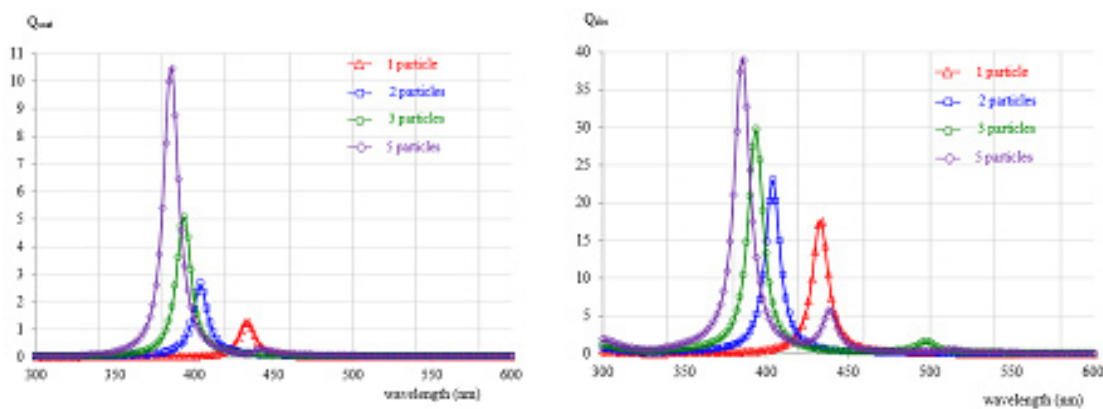 Qscat
11
10
9
8
7
6
5
4
3
2
1
0
1 particle
2 particles
3 particles
5 particles
300 350 400 450 500 550 600
wavelength (nm)
Qabs
40
35
30
25
20
15
10
5
0
1 particle
2 particles
3 particles
5 particles
300 350 400 450 500 550 600
wavelength (nm)